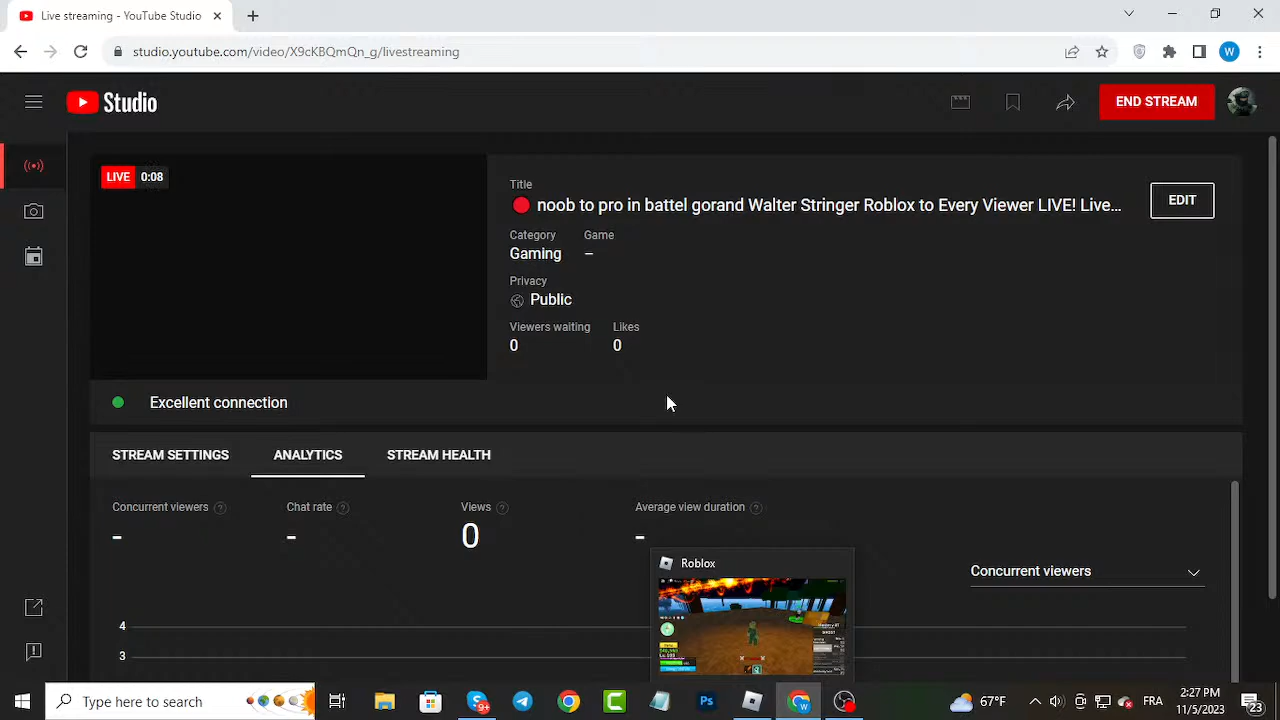 Live streaming - YouTube Studio
studio.youtube.com/video/X9cKBQmQn_g/livestreaming
W
Studio
END STREAM
LIVE 0:08
Title
noob to pro in battel gorand Walter Stringer Roblox to Every Viewer LIVE! Live...
EDIT
Category Game
Gaming –
Privacy
Public
Viewers waiting Likes
0 0
Excellent connection
STREAM SETTINGS ANALYTICS STREAM HEALTH
Concurrent viewers ? Chat rate ? Views ? Average view duration ?
– – 0 –
Roblox
Concurrent viewers
4
3
Type here to search
9+
Ps
W
67°F
FRA
2:27 PM
11/5/2023
23